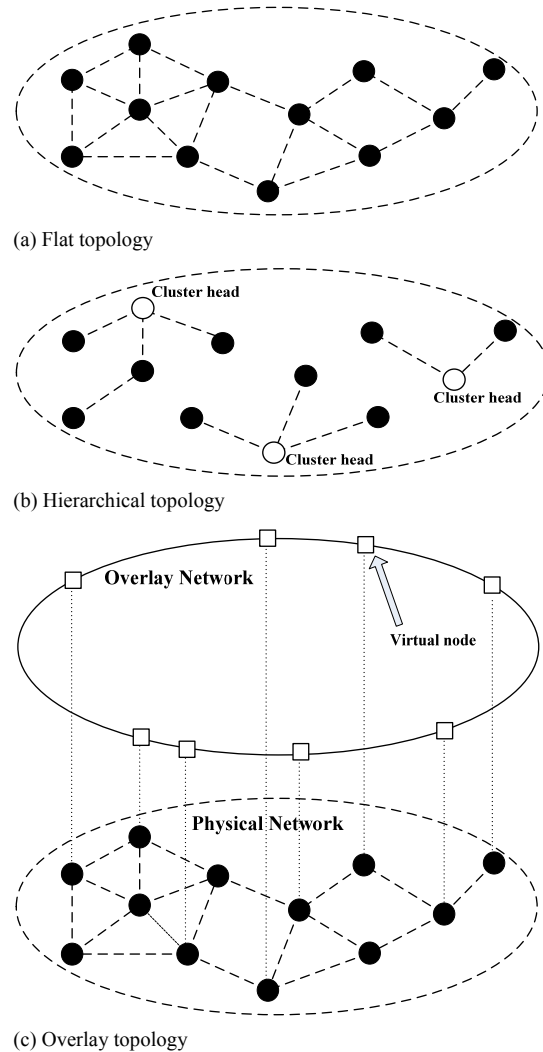 (a) Flat topology
Cluster head
Cluster head
Cluster head
(b) Hierarchical topology
Overlay Network
Virtual node
Physical Network
(c) Overlay topology